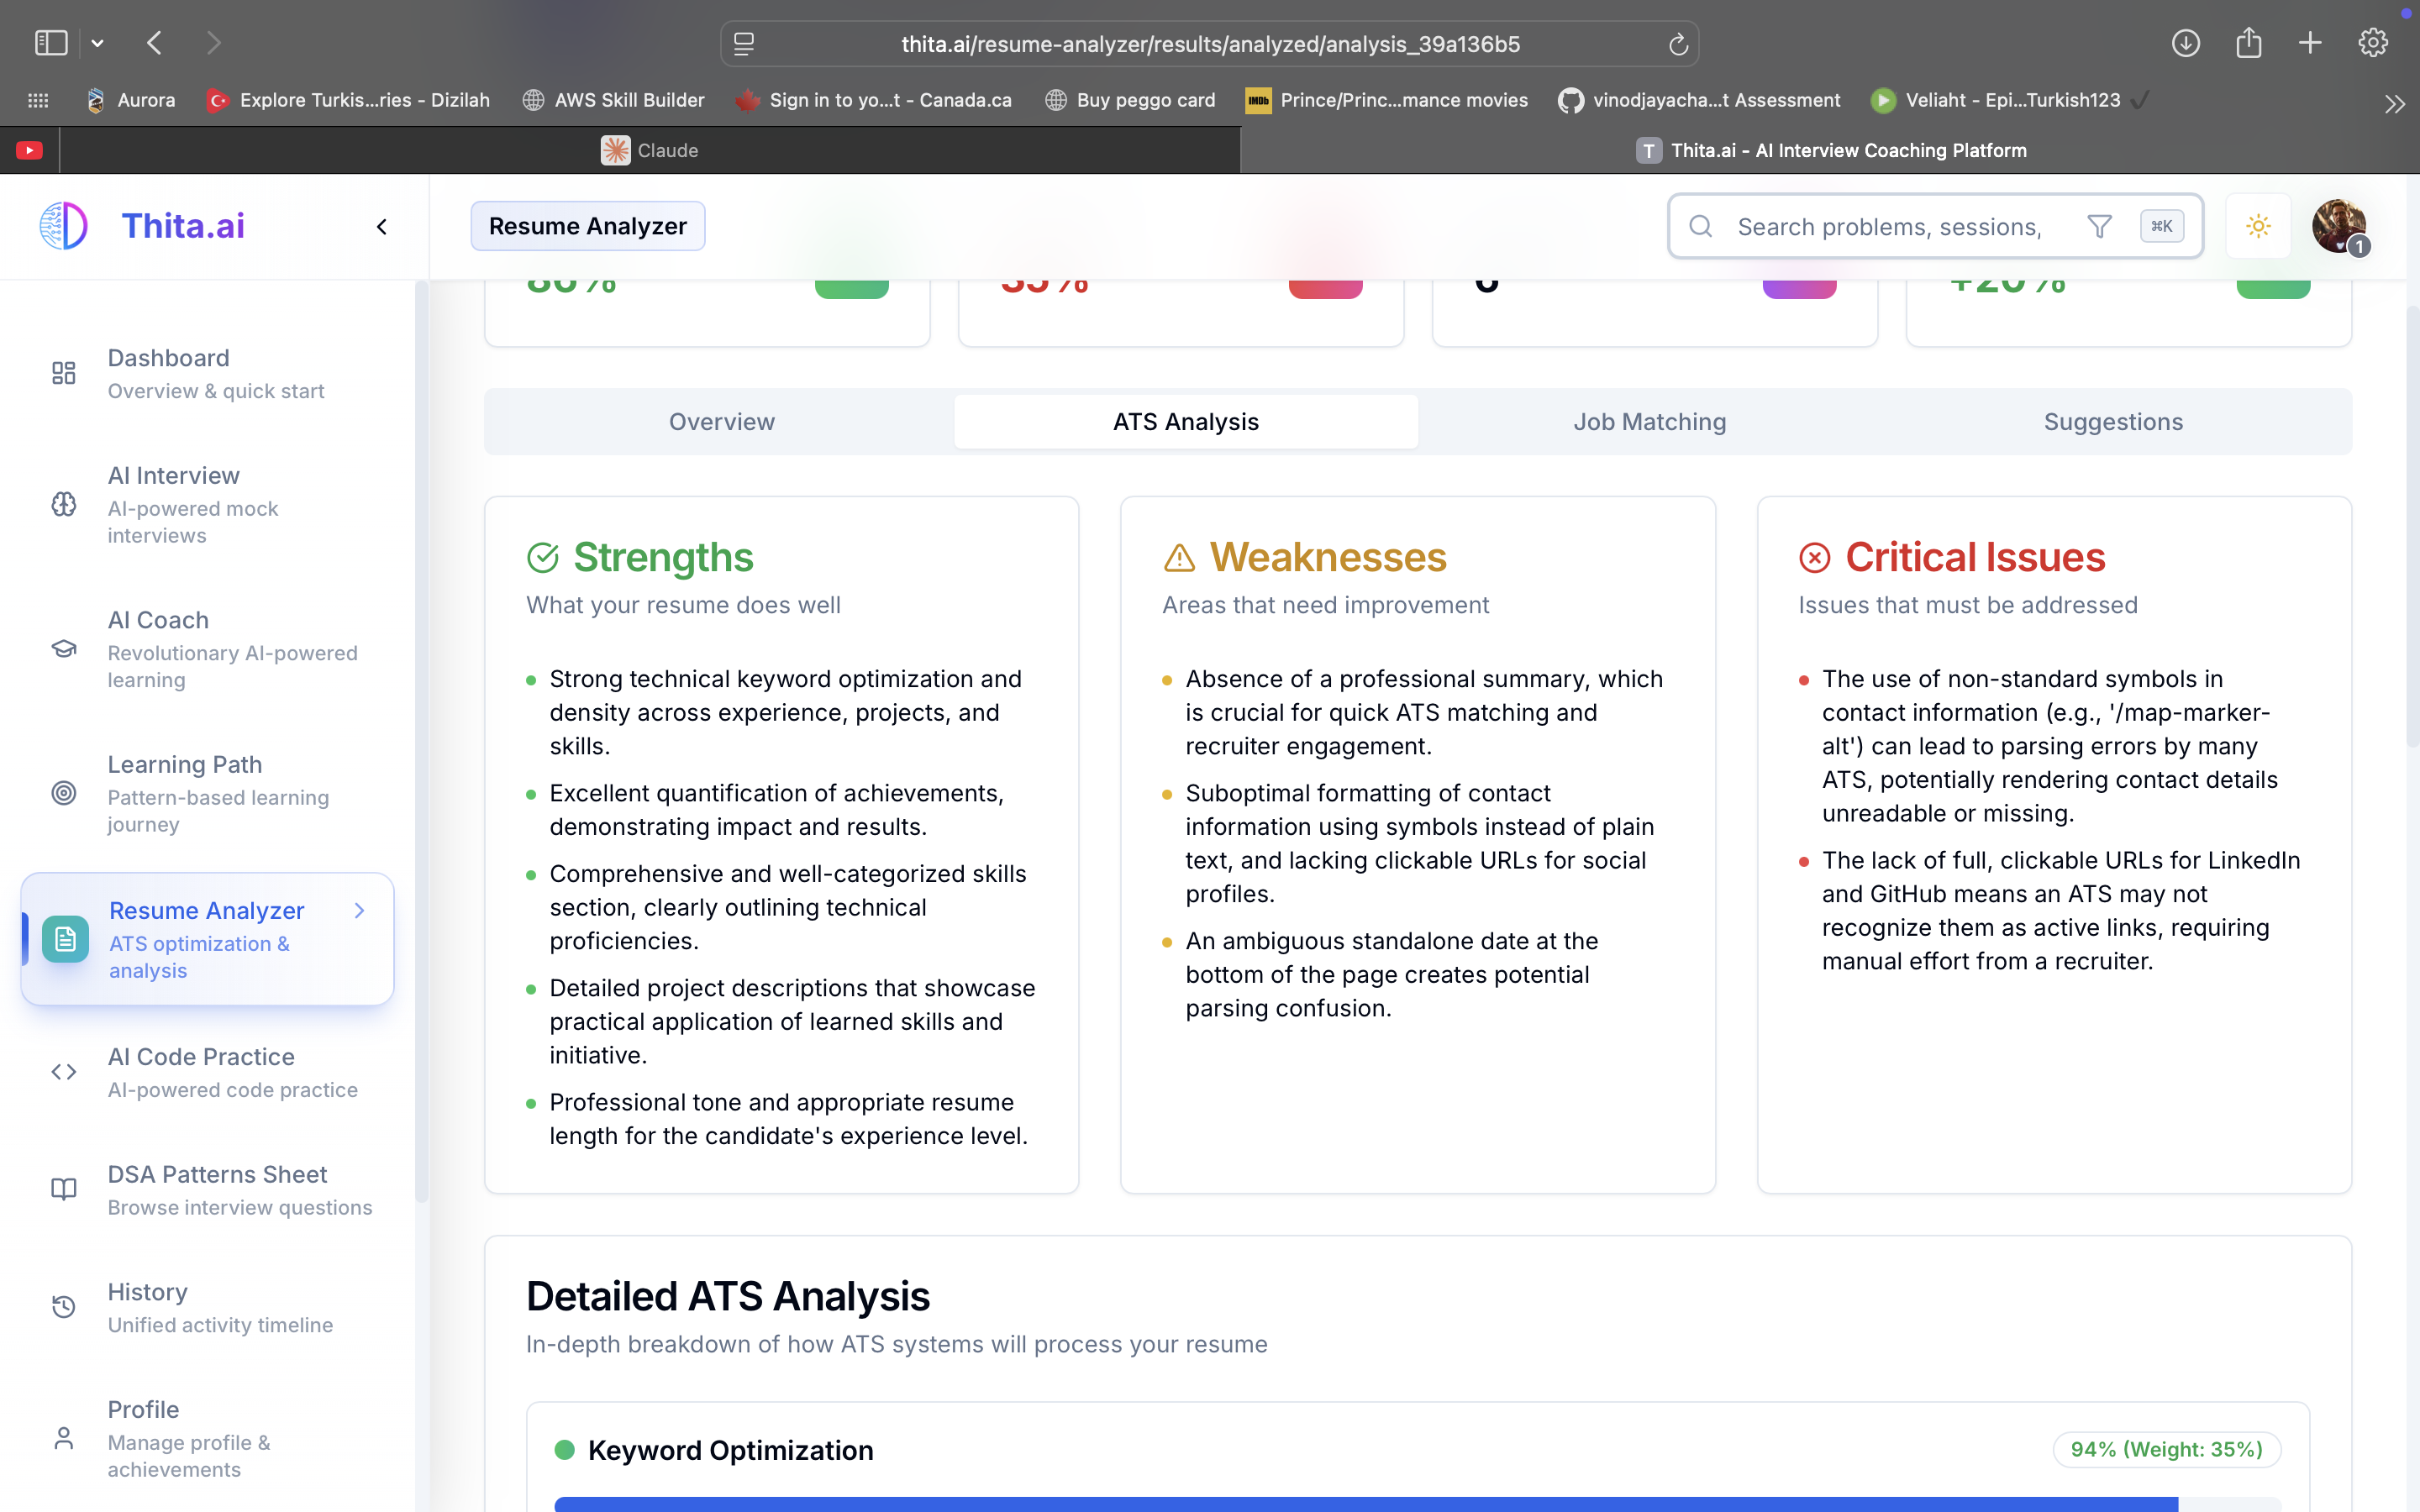 thita.ai/resume-analyzer/results/analyzed/analysis_39a136b5
Aurora
Explore Turkis...ries - Dizilah
AWS Skill Builder
Sign in to yo...t - Canada.ca
Buy peggo card
IMDb
Prince/Princ...mance movies
vinodjayacha...t Assessment
Veliaht - Epi...Turkish123 ✓
Claude
T
Thita.ai - AI Interview Coaching Platform
Thita.ai
Resume Analyzer
Search problems, sessions,
⌘K
1
Dashboard
Overview & quick start
AI Interview
AI-powered mock
interviews
AI Coach
Revolutionary AI-powered
learning
Learning Path
Pattern-based learning
journey
Resume Analyzer
ATS optimization &
analysis
AI Code Practice
AI-powered code practice
DSA Patterns Sheet
Browse interview questions
History
Unified activity timeline
Profile
Manage profile &
achievements
Overview
ATS Analysis
Job Matching
Suggestions
Strengths
What your resume does well
Strong technical keyword optimization and
density across experience, projects, and
skills.
Excellent quantification of achievements,
demonstrating impact and results.
Comprehensive and well-categorized skills
section, clearly outlining technical
proficiencies.
Detailed project descriptions that showcase
practical application of learned skills and
initiative.
Professional tone and appropriate resume
length for the candidate's experience level.
Weaknesses
Areas that need improvement
Absence of a professional summary, which
is crucial for quick ATS matching and
recruiter engagement.
Suboptimal formatting of contact
information using symbols instead of plain
text, and lacking clickable URLs for social
profiles.
An ambiguous standalone date at the
bottom of the page creates potential
parsing confusion.
Critical Issues
Issues that must be addressed
The use of non-standard symbols in
contact information (e.g., '/map-marker-
alt') can lead to parsing errors by many
ATS, potentially rendering contact details
unreadable or missing.
The lack of full, clickable URLs for LinkedIn
and GitHub means an ATS may not
recognize them as active links, requiring
manual effort from a recruiter.
Detailed ATS Analysis
In-depth breakdown of how ATS systems will process your resume
Keyword Optimization
94% (Weight: 35%)